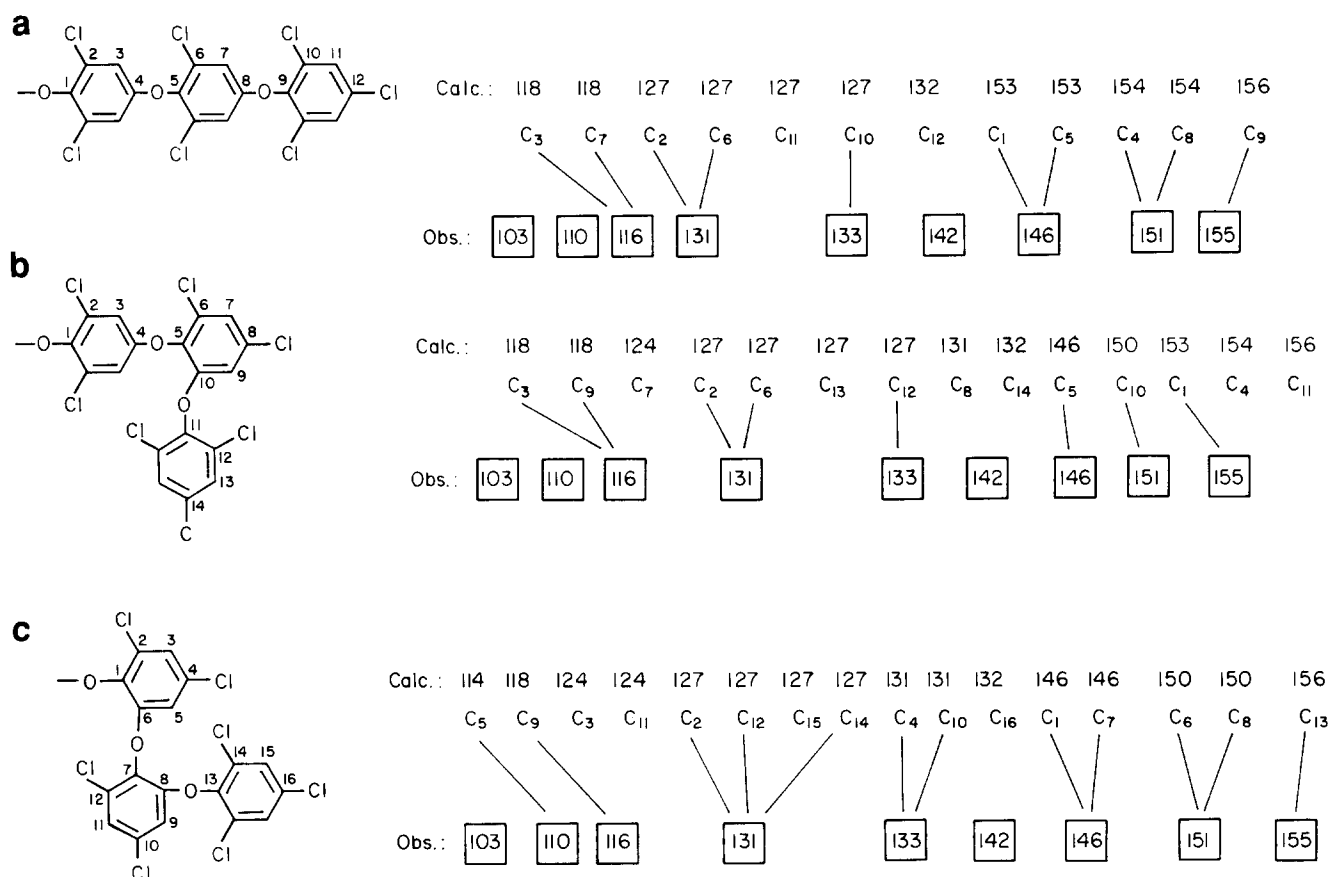 a
Cl Cl Cl
2 3 6 7 10 11
—O 1 4 O 5 8 O 9 12 Cl
Cl Cl Cl
Calc.: 118 118 127 127 127 127 132 153 153 154 154 156
C3 C7 C2 C6 C11 C10 C12 C1 C5 C4 C8 C9
Obs.: 103 110 116 131 133 142 146 151 155
b
Cl Cl
2 3 6 7
—O 1 4 O 5 8 Cl
Cl 10 9
O
Cl 11 Cl
12
13
14
C
Calc.: 118 118 124 127 127 127 127 131 132 146 150 153 154 156
C3 C9 C7 C2 C6 C13 C12 C8 C14 C5 C10 C1 C4 C11
Obs.: 103 110 116 131 133 142 146 151 155
c
Cl
2 3
—O 1 4 Cl
6 5
O Cl
Cl 7 8 14 15
12 O 13 16 Cl
11 9
10 Cl
Cl
Calc.: 114 118 124 124 127 127 127 127 131 131 132 146 146 150 150 156
C5 C9 C3 C11 C2 C12 C15 C14 C4 C10 C16 C1 C7 C6 C8 C13
Obs.: 103 110 116 131 133 142 146 151 155